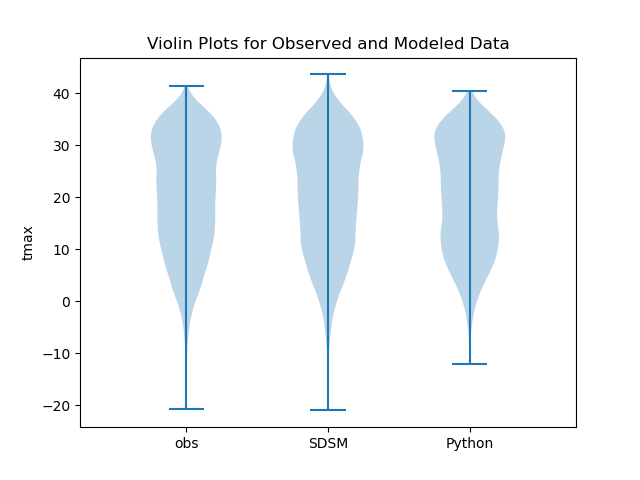 Violin Plots for Observed and Modeled Data
40
30
20
10
0
−10
−20
tmax
obs
SDSM
Python